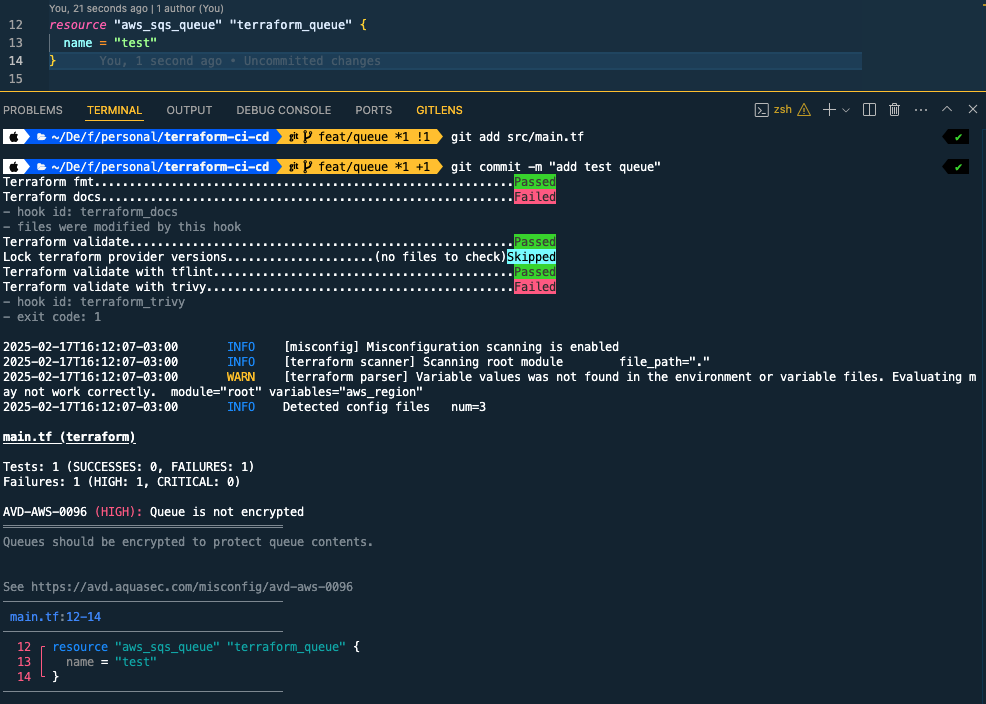 You, 21 seconds ago | 1 author (You)
12 resource "aws_sqs_queue" "terraform_queue" {
13 name = "test"
14 } You, 1 second ago • Uncommitted changes
15
PROBLEMS TERMINAL OUTPUT DEBUG CONSOLE PORTS GITLENS zsh
~/De/f/personal/terraform-ci-cd git feat/queue *1 !1 git add src/main.tf ✔
~/De/f/personal/terraform-ci-cd git feat/queue *1 +1 git commit -m "add test queue" ✔
Terraform fmt............................................................Passed
Terraform docs...........................................................Failed
- hook id: terraform_docs
- files were modified by this hook
Terraform validate.......................................................Passed
Lock terraform provider versions.....................(no files to check)Skipped
Terraform validate with tflint...........................................Passed
Terraform validate with trivy............................................Failed
- hook id: terraform_trivy
- exit code: 1
2025-02-17T16:12:07-03:00 INFO [misconfig] Misconfiguration scanning is enabled
2025-02-17T16:12:07-03:00 INFO [terraform scanner] Scanning root module file_path="."
2025-02-17T16:12:07-03:00 WARN [terraform parser] Variable values was not found in the environment or variable files. Evaluating m
ay not work correctly. module="root" variables="aws_region"
2025-02-17T16:12:07-03:00 INFO Detected config files num=3
main.tf (terraform)
Tests: 1 (SUCCESSES: 0, FAILURES: 1)
Failures: 1 (HIGH: 1, CRITICAL: 0)
AVD-AWS-0096 (HIGH): Queue is not encrypted
Queues should be encrypted to protect queue contents.
See https://avd.aquasec.com/misconfig/avd-aws-0096
main.tf:12-14
12 resource "aws_sqs_queue" "terraform_queue" {
13 name = "test"
14 }